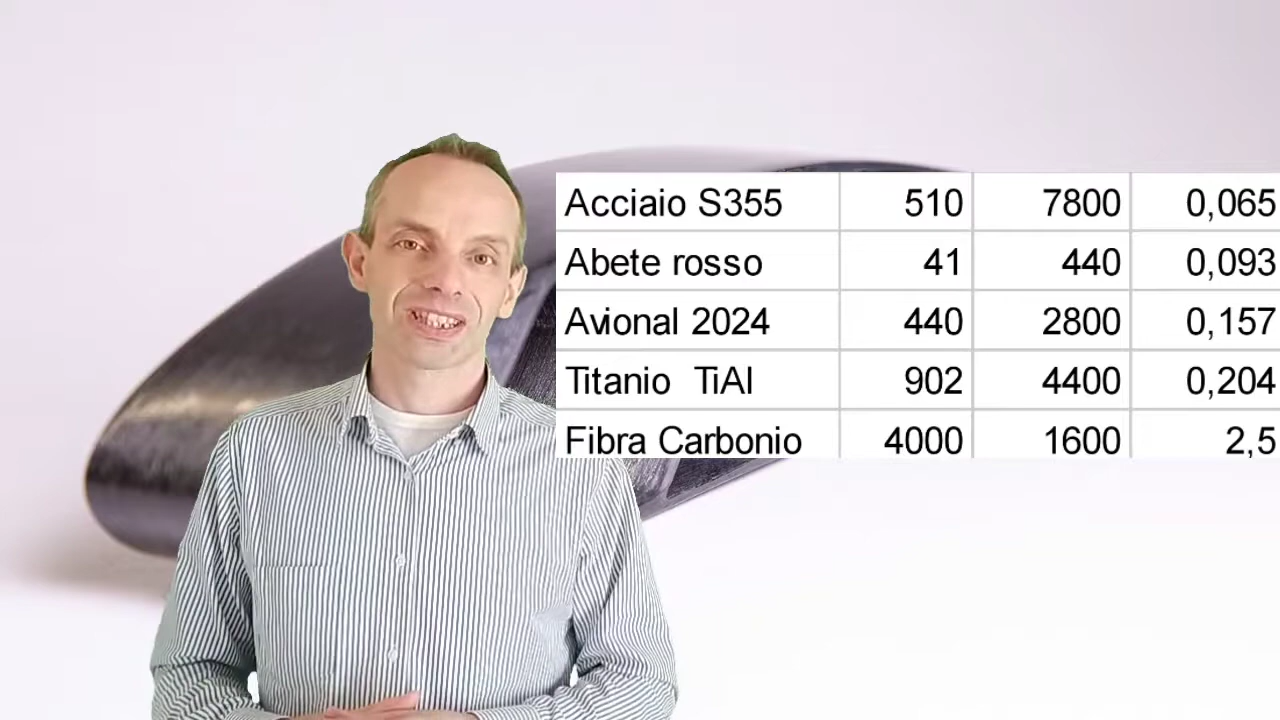 Acciaio S355 510 7800 0,065
Abete rosso 41 440 0,093
Avional 2024 440 2800 0,157
Titanio TiAl 902 4400 0,204
Fibra Carbonio 4000 1600 2,5